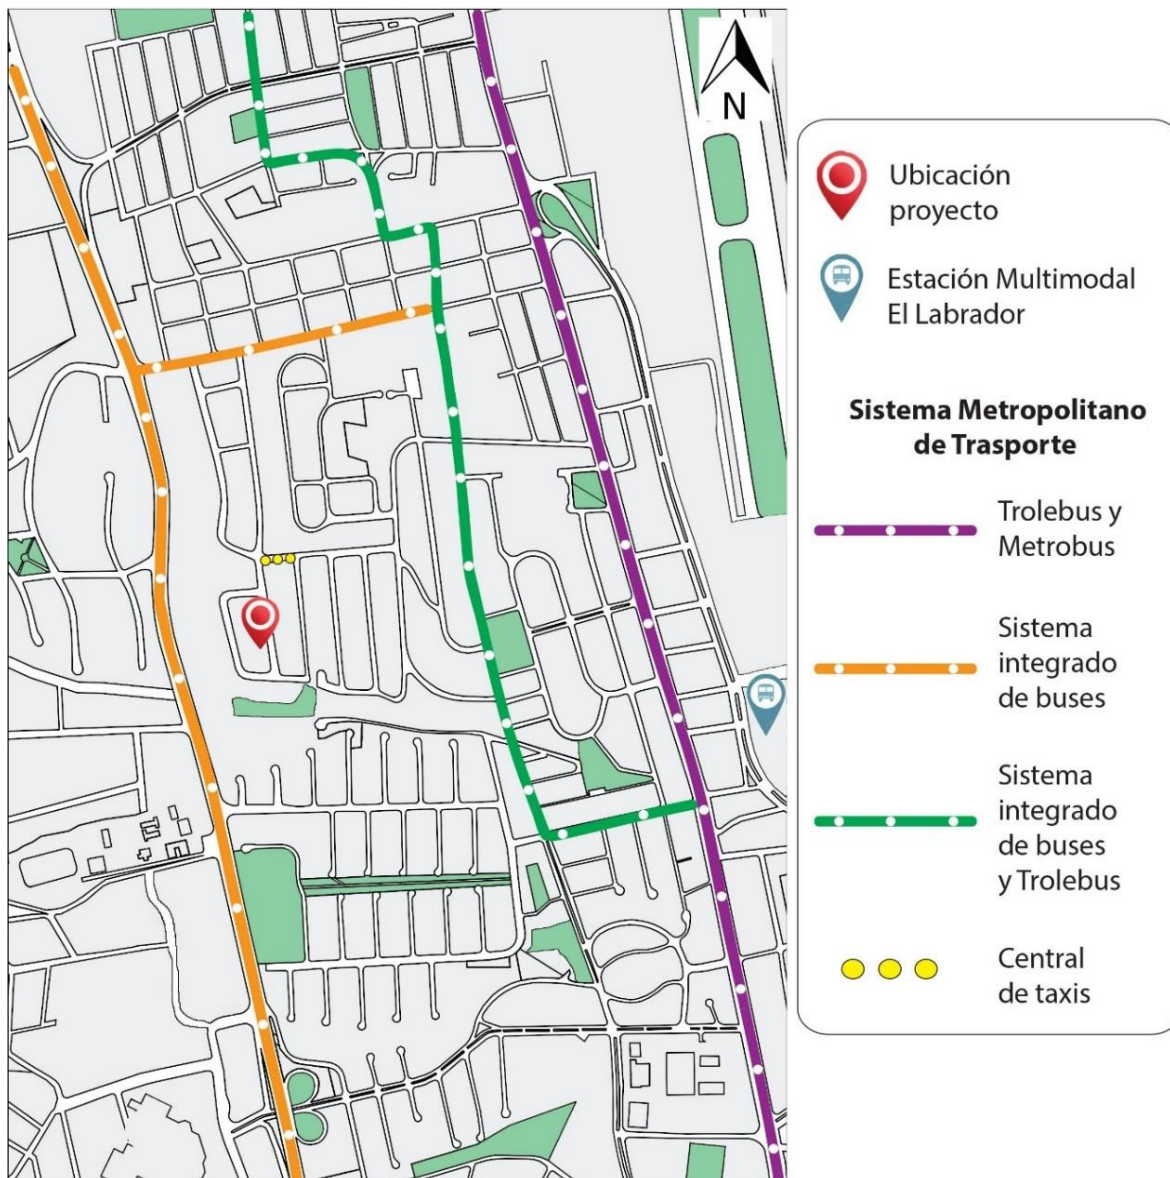 N
Ubicación
proyecto
Estación Multimodal
El Labrador
Sistema Metropolitano
de Trasporte
Trolebus y
Metrobus
Sistema
integrado
de buses
Sistema
integrado
de buses
y Trolebus
Central
de taxis